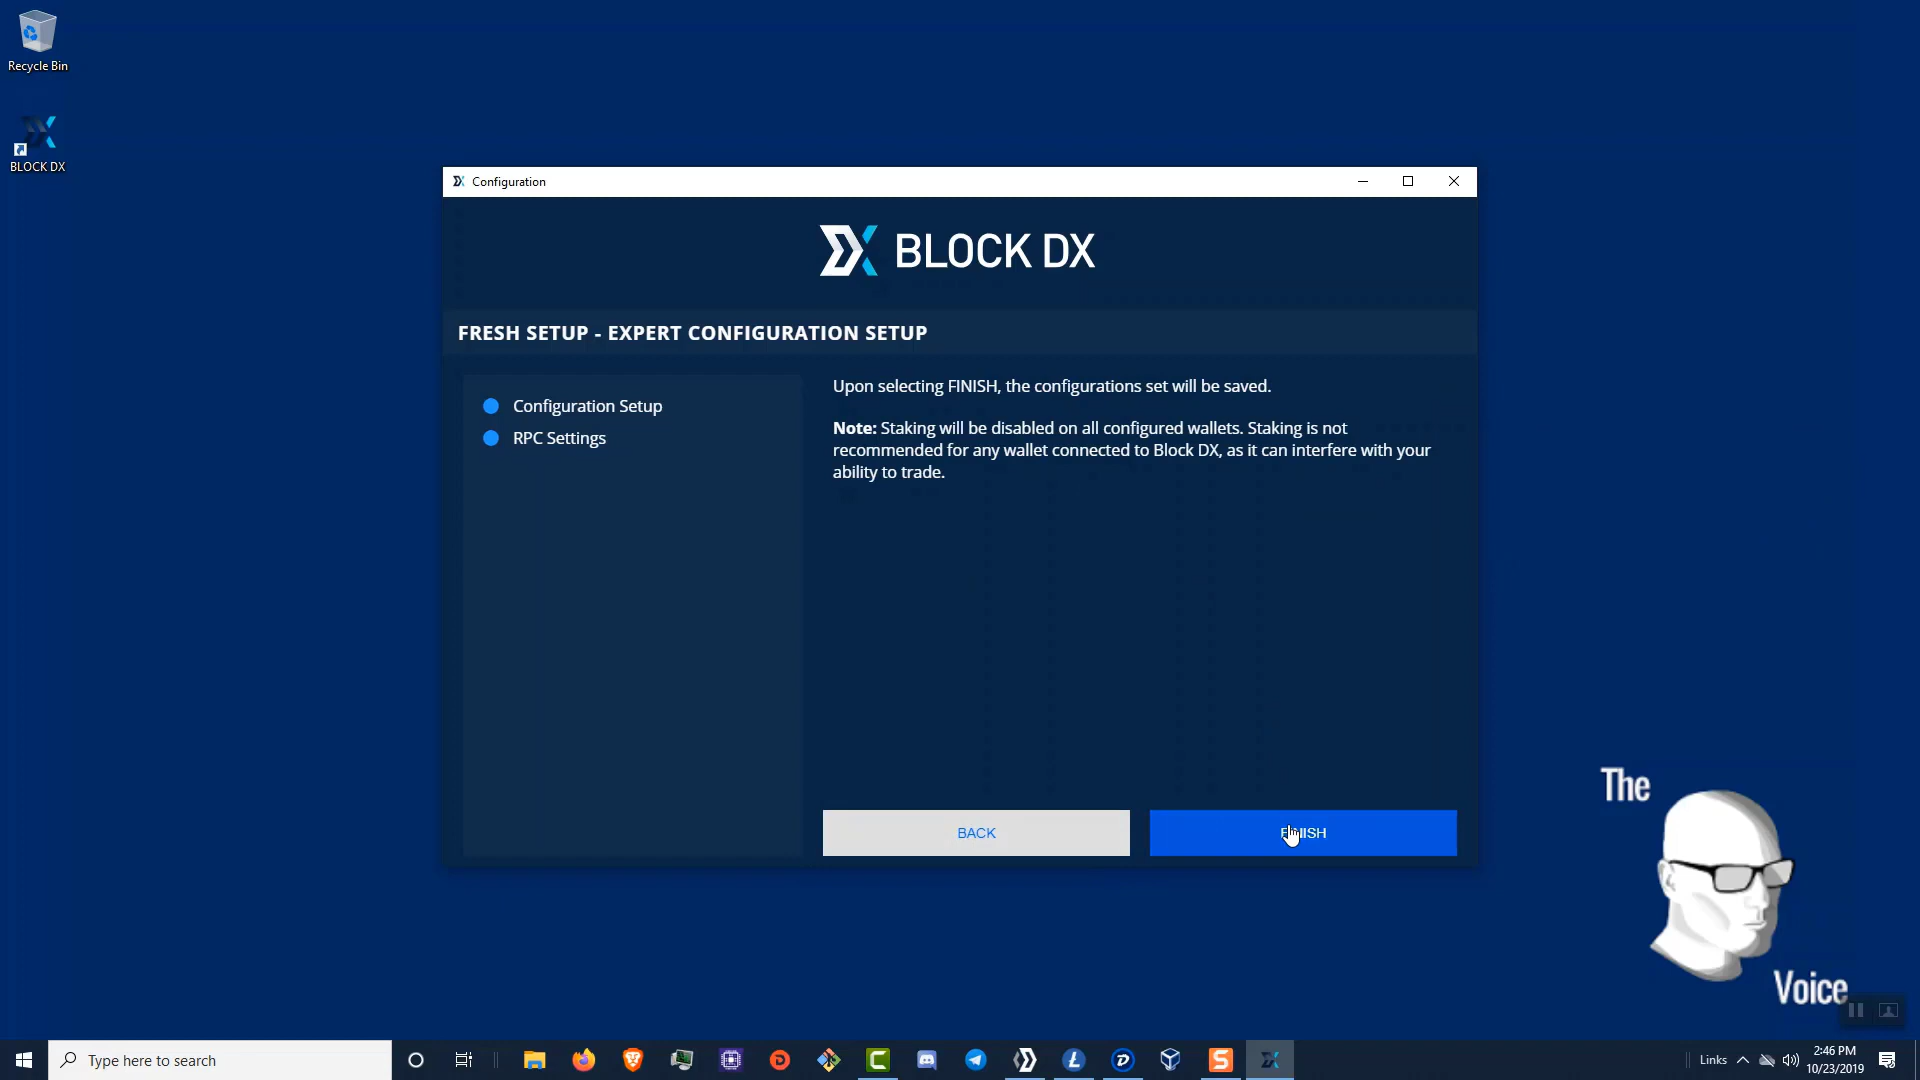 Recycle Bin
BLOCK DX
Configuration
BLOCK DX
FRESH SETUP - EXPERT CONFIGURATION SETUP
Configuration Setup
RPC Settings
Upon selecting FINISH, the configurations set will be saved.
Note: Staking will be disabled on all configured wallets. Staking is not
recommended for any wallet connected to Block DX, as it can interfere with your
ability to trade.
BACK
FINISH
The
Voice
Type here to search
Links
2:46 PM
10/23/2019